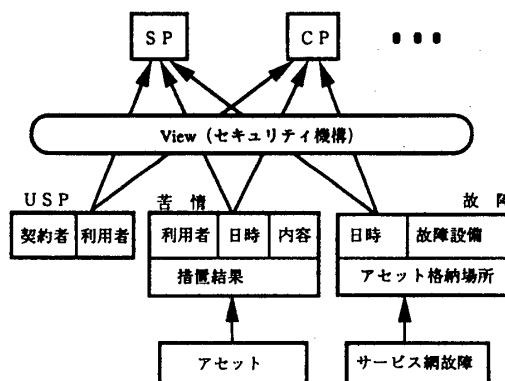 SP CP ・・・
View（セキュリティ機構）
USP 苦情 故障
契約者 利用者 利用者 日時 内容 日時 故障設備
措置結果 アセット格納場所
アセット サービス網故障